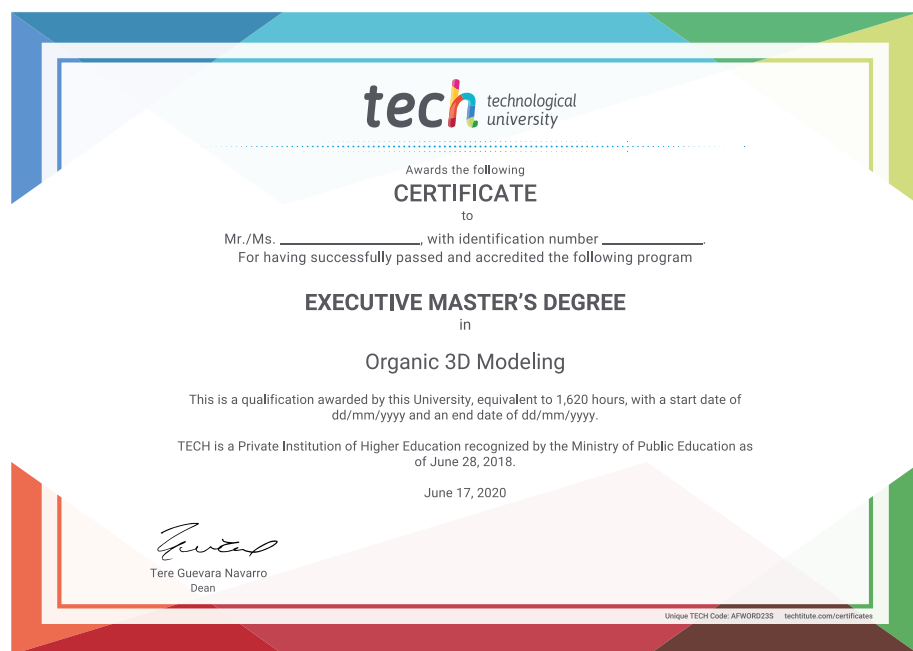 tech technological
university
Awards the following
CERTIFICATE
to
Mr./Ms. ____________________, with identification number ______________.
For having successfully passed and accredited the following program
EXECUTIVE MASTER'S DEGREE
in
Organic 3D Modeling
This is a qualification awarded by this University, equivalent to 1,620 hours, with a start date of
dd/mm/yyyy and an end date of dd/mm/yyyy.
TECH is a Private Institution of Higher Education recognized by the Ministry of Public Education as
of June 28, 2018.
June 17, 2020
Tere Guevara Navarro
Dean
Unique TECH Code: AFWORD23S techtitute.com/certificates